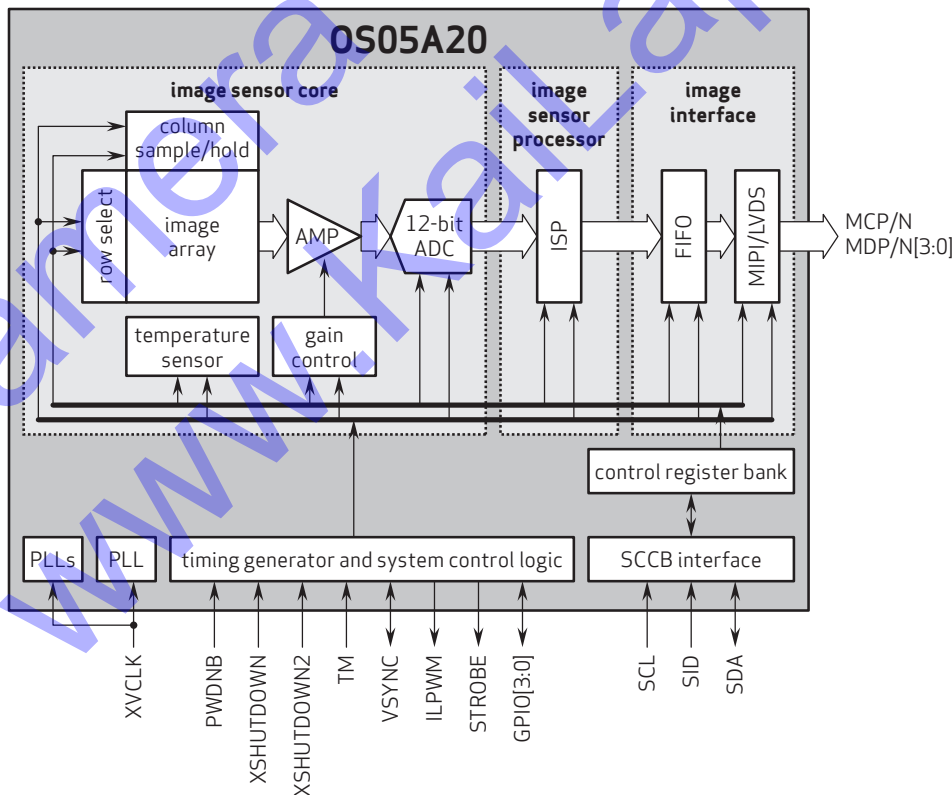 OS05A20
image sensor core
image
sensor
processor
image
interface
column
sample/hold
row select
image
array
AMP
12-bit
ADC
ISP
FIFO
MIPI/LVDS
MCP/N
MDP/N[3:0]
temperature
sensor
gain
control
control register bank
PLLs
PLL
timing generator and system control logic
SCCB interface
XVCLK
PWDNB
XSHUTDOWN
XSHUTDOWN2
TM
VSYNC
ILPWM
STROBE
GPIO[3:0]
SCL
SID
SDA
amera
www.KaiLap